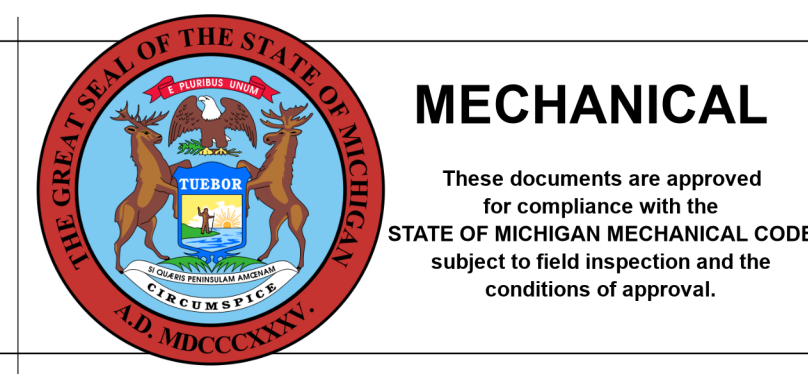 THE GREAT SEAL OF THE STATE OF MICHIGAN
E PLURIBUS UNUM
TUEBOR
SI QUÆRIS PENINSULAM AMŒNAM
CIRCUMSPICE
A.D. MDCCCXXXV.
MECHANICAL
These documents are approved
for compliance with the
STATE OF MICHIGAN MECHANICAL CODE
subject to field inspection and the
conditions of approval.